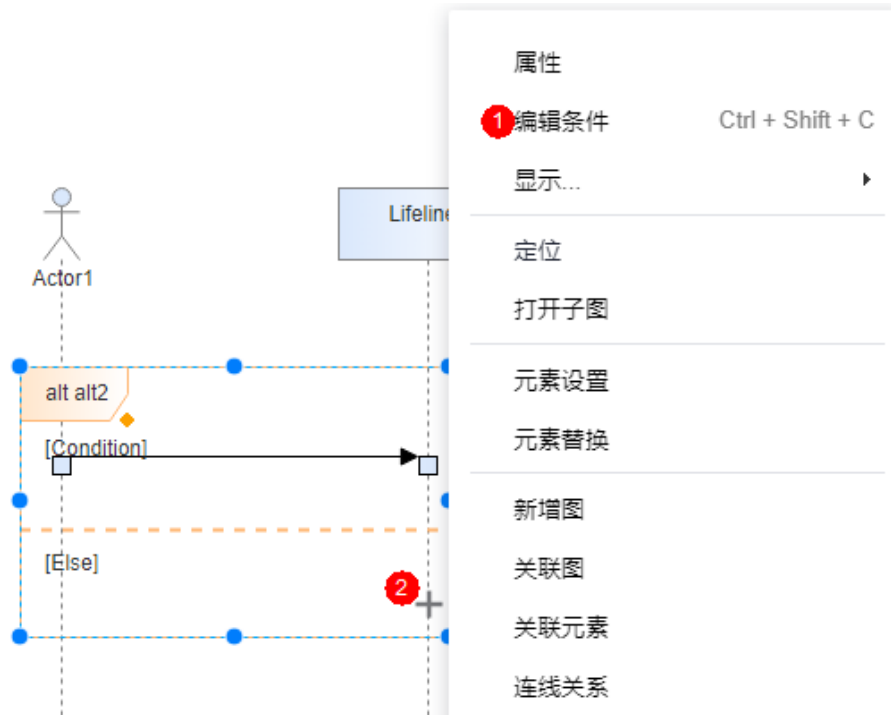 属性
1 编辑条件 Ctrl + Shift + C
显示...
Lifeline
定位
Actor1
打开子图
元素设置
alt alt2
元素替换
[Condition]
新增图
[Else]
关联图
2
关联元素
连线关系